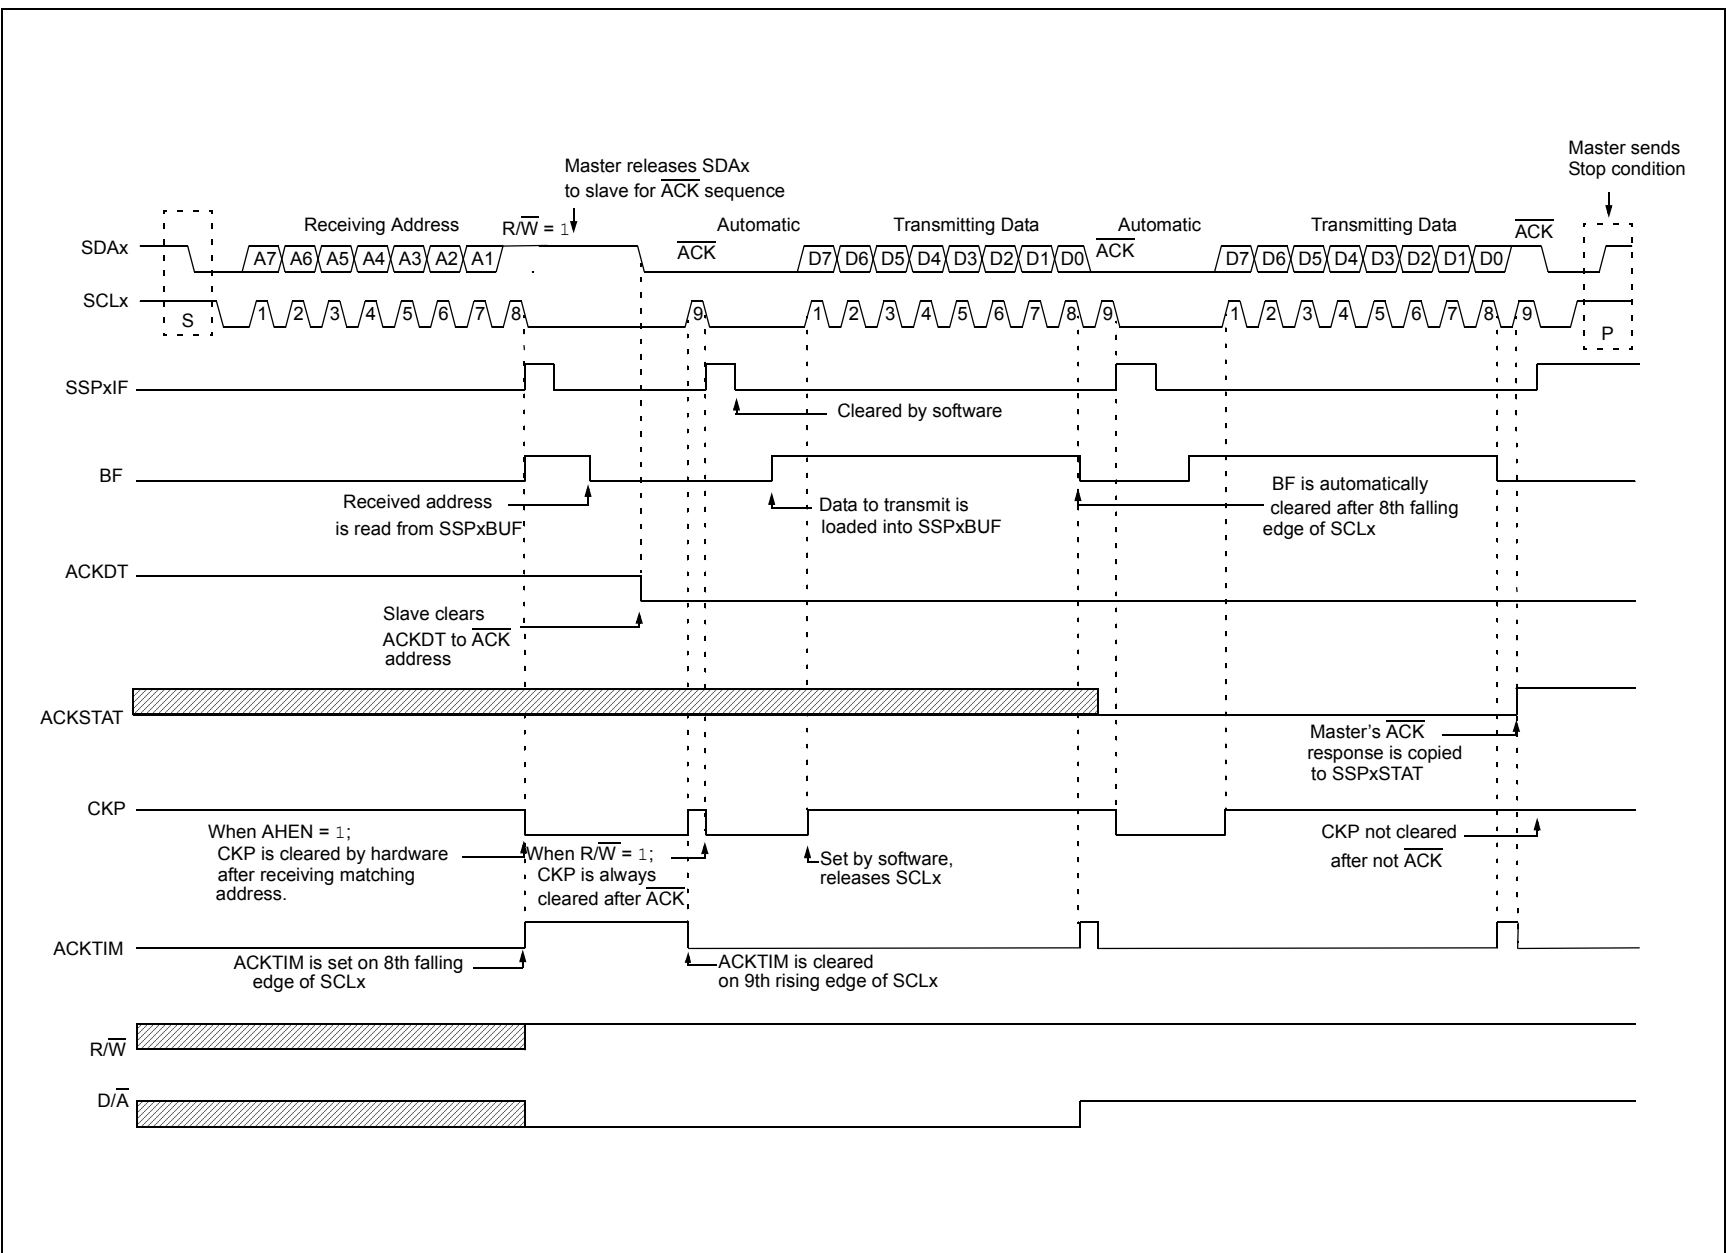 Master releases SDAx
to slave for ACK sequence
Master sends
Stop condition
Receiving Address
R/W = 1
Automatic
Transmitting Data
Automatic
Transmitting Data
ACK
SDAx
A7 A6 A5 A4 A3 A2 A1
ACK
D7 D6 D5 D4 D3 D2 D1 D0
ACK
D7 D6 D5 D4 D3 D2 D1 D0
SCLx
S
1 2 3 4 5 6 7 8 9
1 2 3 4 5 6 7 8 9
1 2 3 4 5 6 7 8 9
P
SSPxIF
Cleared by software
BF
Received address
is read from SSPxBUF
Data to transmit is
loaded into SSPxBUF
BF is automatically
cleared after 8th falling
edge of SCLx
ACKDT
Slave clears
ACKDT to ACK
address
ACKSTAT
Master's ACK
response is copied
to SSPxSTAT
CKP
When AHEN = 1;
CKP is cleared by hardware
after receiving matching
address.
When R/W = 1;
CKP is always
cleared after ACK
Set by software,
releases SCLx
CKP not cleared
after not ACK
ACKTIM
ACKTIM is set on 8th falling
edge of SCLx
ACKTIM is cleared
on 9th rising edge of SCLx
R/W
D/A